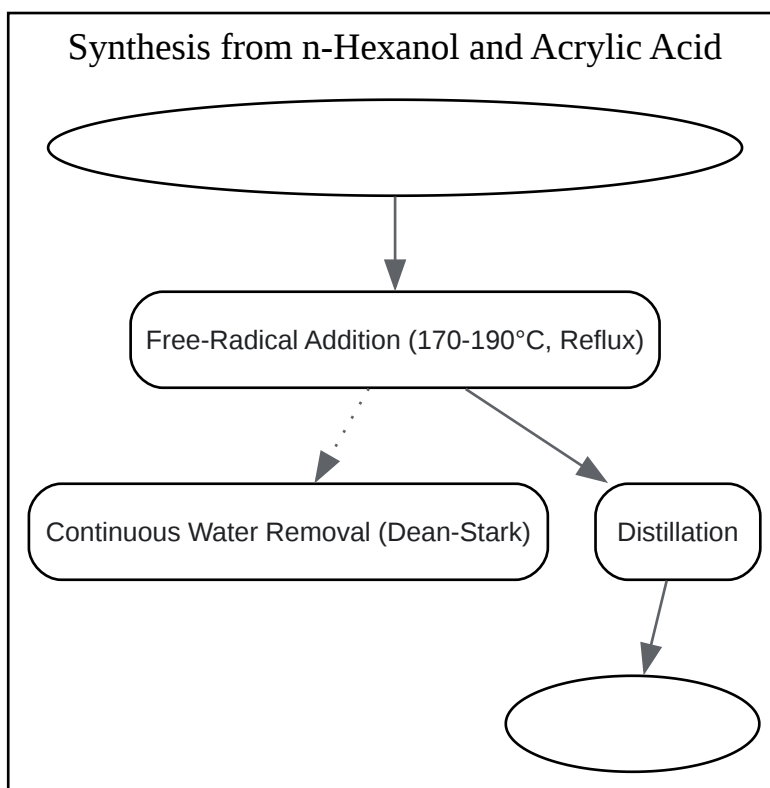 Synthesis from n-Hexanol and Acrylic Acid
Free-Radical Addition (170-190°C, Reflux)
Continuous Water Removal (Dean-Stark)
Distillation